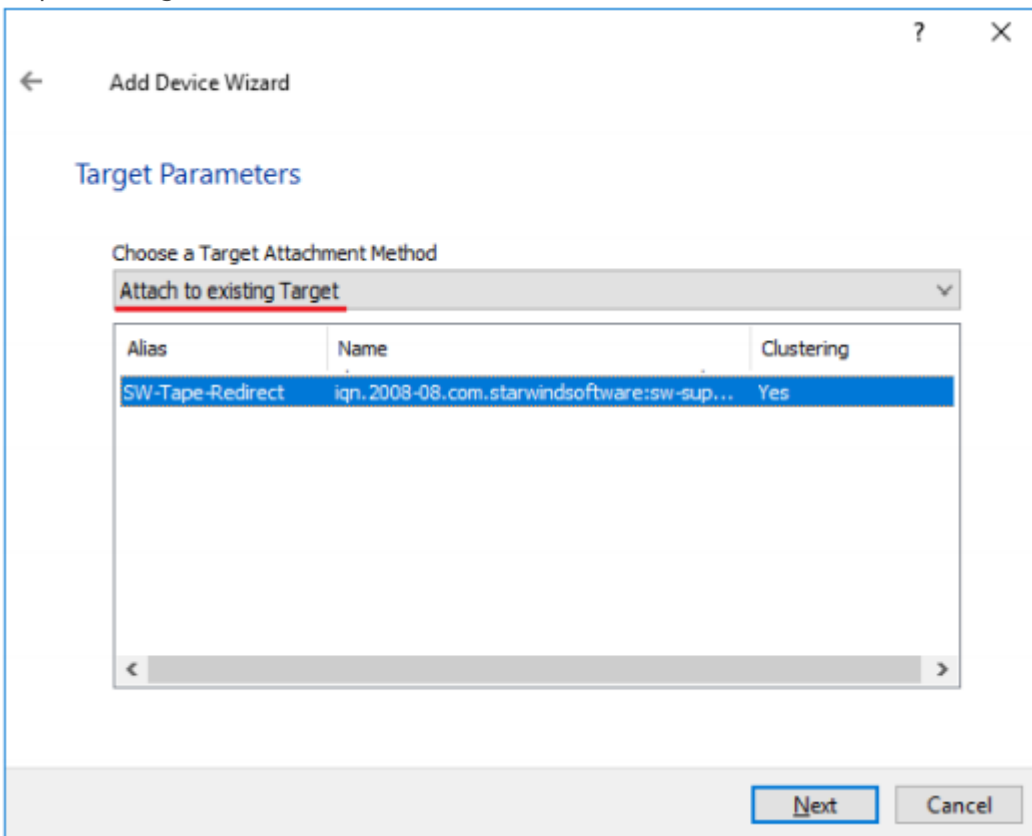 ?
Add Device Wizard
Target Parameters
Choose a Target Attachment Method
Attach to existing Target
Alias Name Clustering
SW-Tape-Redirect iqn.2008-08.com.starwindsoftware:sw-sup... Yes
Next Cancel